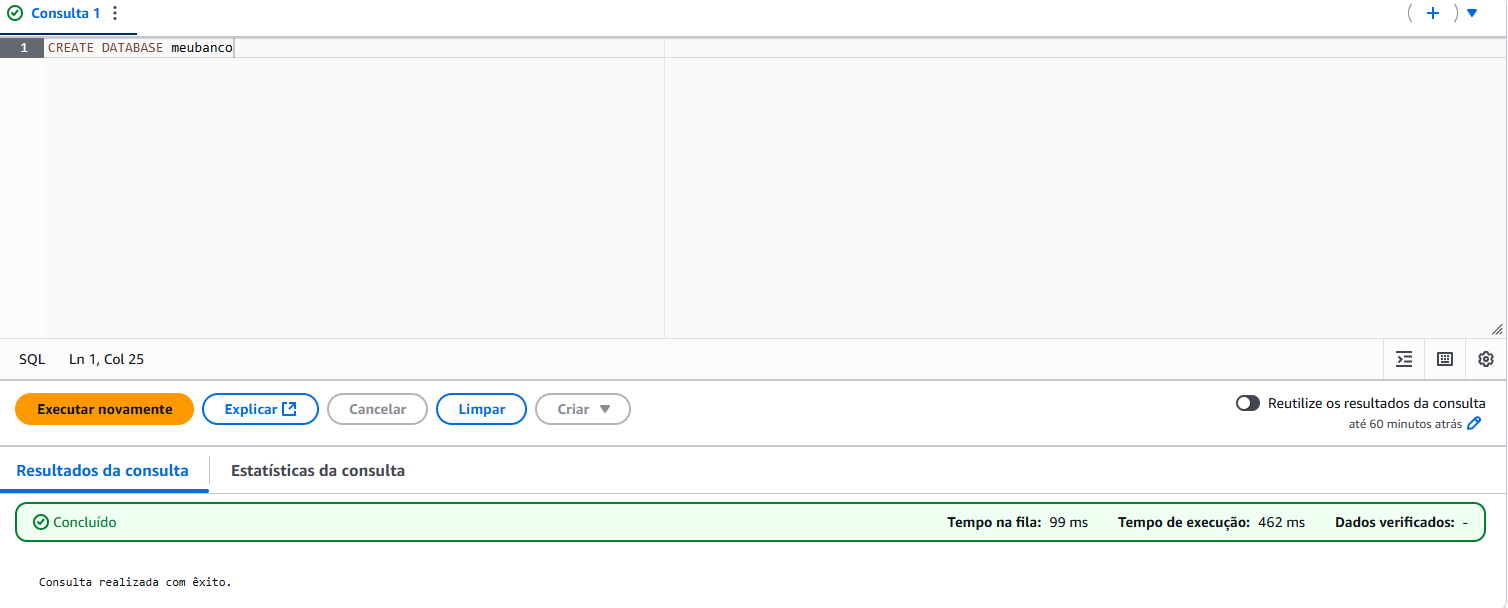 Consulta 1
1 CREATE DATABASE meubanco
SQL Ln 1, Col 25
Executar novamente Explicar Cancelar Limpar Criar Reutilize os resultados da consulta
até 60 minutos atrás
Resultados da consulta Estatísticas da consulta
Concluído Tempo na fila: 99 ms Tempo de execução: 462 ms Dados verificados: -
Consulta realizada com êxito.